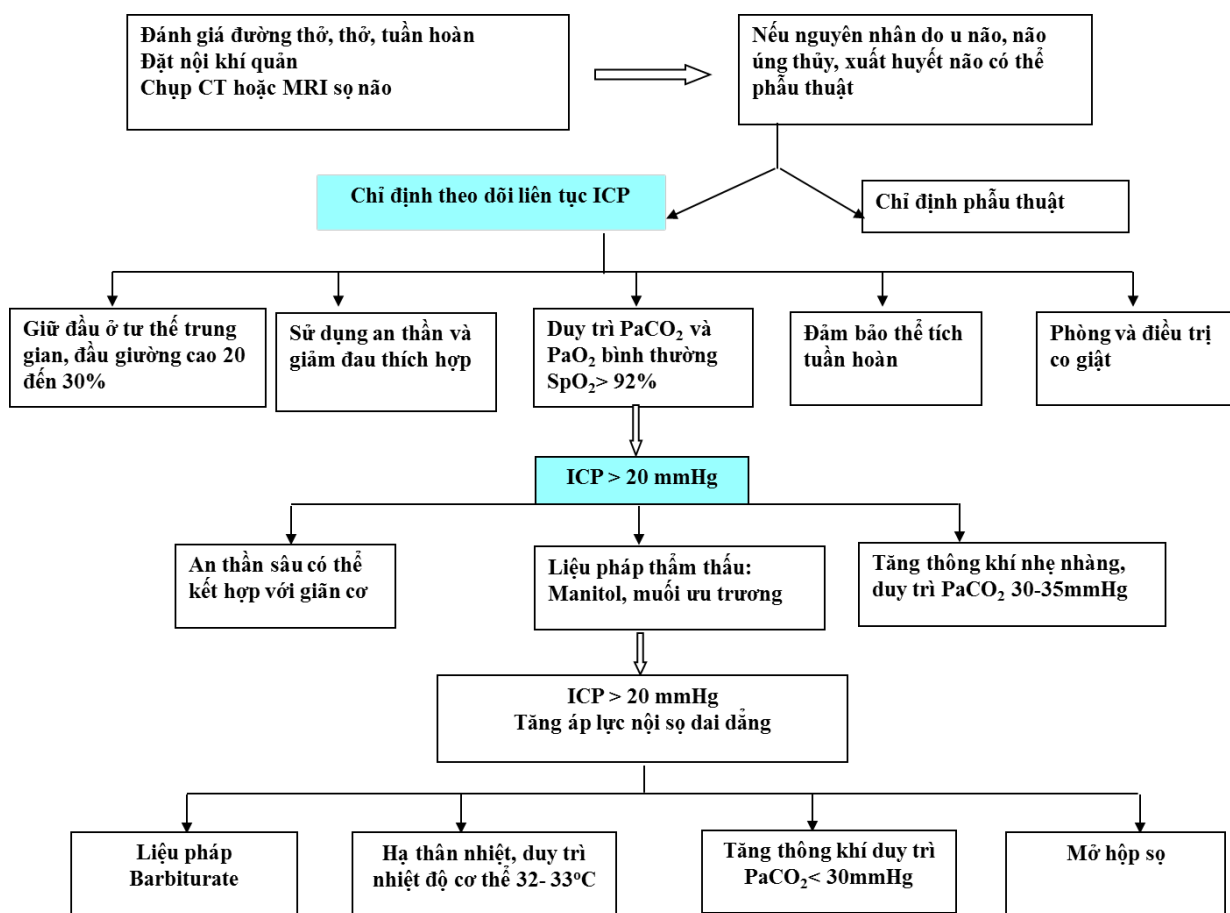 Đánh giá đường thở, thở, tuần hoàn
Đặt nội khí quản
Chụp CT hoặc MRI sọ não
Nếu nguyên nhân do u não, não
úng thủy, xuất huyết não có thể
phẫu thuật
Chỉ định theo dõi liên tục ICP
Chỉ định phẫu thuật
Giữ đầu ở tư thế trung
gian, đầu giường cao 20
đến 30%
Sử dụng an thần và
giảm đau thích hợp
Duy trì PaCO₂ và
PaO₂ bình thường
SpO₂> 92%
Đảm bảo thể tích
tuần hoàn
Phòng và điều trị
co giật
ICP > 20 mmHg
An thần sâu có thể
kết hợp với giãn cơ
Liệu pháp thẩm thấu:
Manitol, muối ưu trương
Tăng thông khí nhẹ nhàng,
duy trì PaCO₂ 30-35mmHg
ICP > 20 mmHg
Tăng áp lực nội sọ dai dẳng
Liệu pháp
Barbiturate
Hạ thân nhiệt, duy trì
nhiệt độ cơ thể 32- 33ºC
Tăng thông khí duy trì
PaCO₂< 30mmHg
Mở hộp sọ